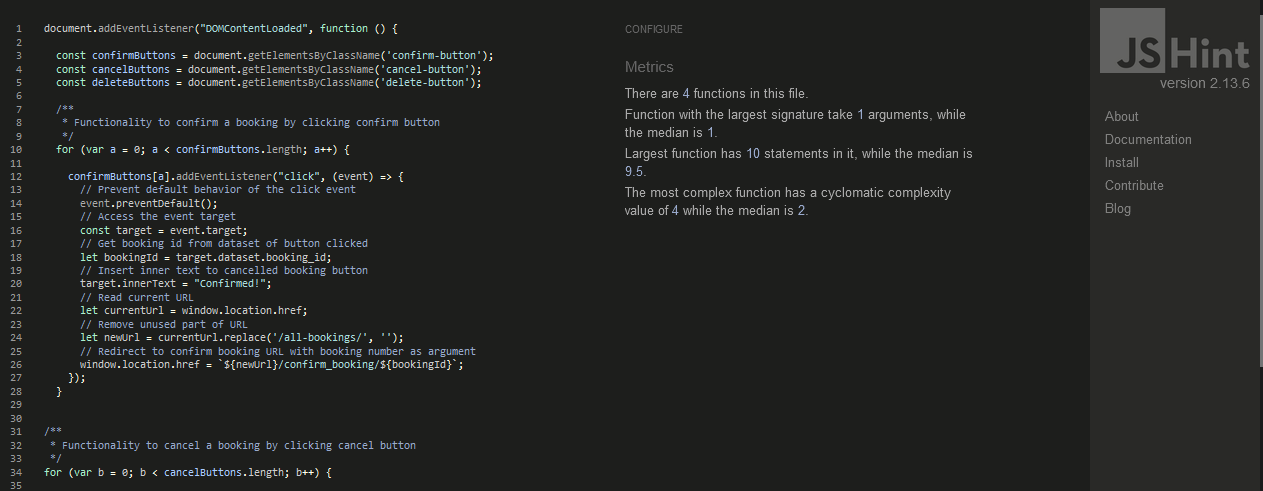 1 document.addEventListener("DOMContentLoaded", function () {
2
3 const confirmButtons = document.getElementsByClassName('confirm-button');
4 const cancelButtons = document.getElementsByClassName('cancel-button');
5 const deleteButtons = document.getElementsByClassName('delete-button');
6
7 /**
8 * Functionality to confirm a booking by clicking confirm button
9 */
10 for (var a = 0; a < confirmButtons.length; a++) {
11
12 confirmButtons[a].addEventListener("click", (event) => {
13 // Prevent default behavior of the click event
14 event.preventDefault();
15 // Access the event target
16 const target = event.target;
17 // Get booking id from dataset of button clicked
18 let bookingId = target.dataset.booking_id;
19 // Insert inner text to cancelled booking button
20 target.innerText = "Confirmed!";
21 // Read current URL
22 let currentUrl = window.location.href;
23 // Remove unused part of URL
24 let newUrl = currentUrl.replace('/all-bookings/', '');
25 // Redirect to confirm booking URL with booking number as argument
26 window.location.href = `${newUrl}/confirm_booking/${bookingId}`;
27 });
28 }
29
30
31 /**
32 * Functionality to cancel a booking by clicking cancel button
33 */
34 for (var b = 0; b < cancelButtons.length; b++) {
35
CONFIGURE
Metrics
There are 4 functions in this file.
Function with the largest signature take 1 arguments, while
the median is 1.
Largest function has 10 statements in it, while the median is
9.5.
The most complex function has a cyclomatic complexity
value of 4 while the median is 2.
JSHint
version 2.13.6
About
Documentation
Install
Contribute
Blog